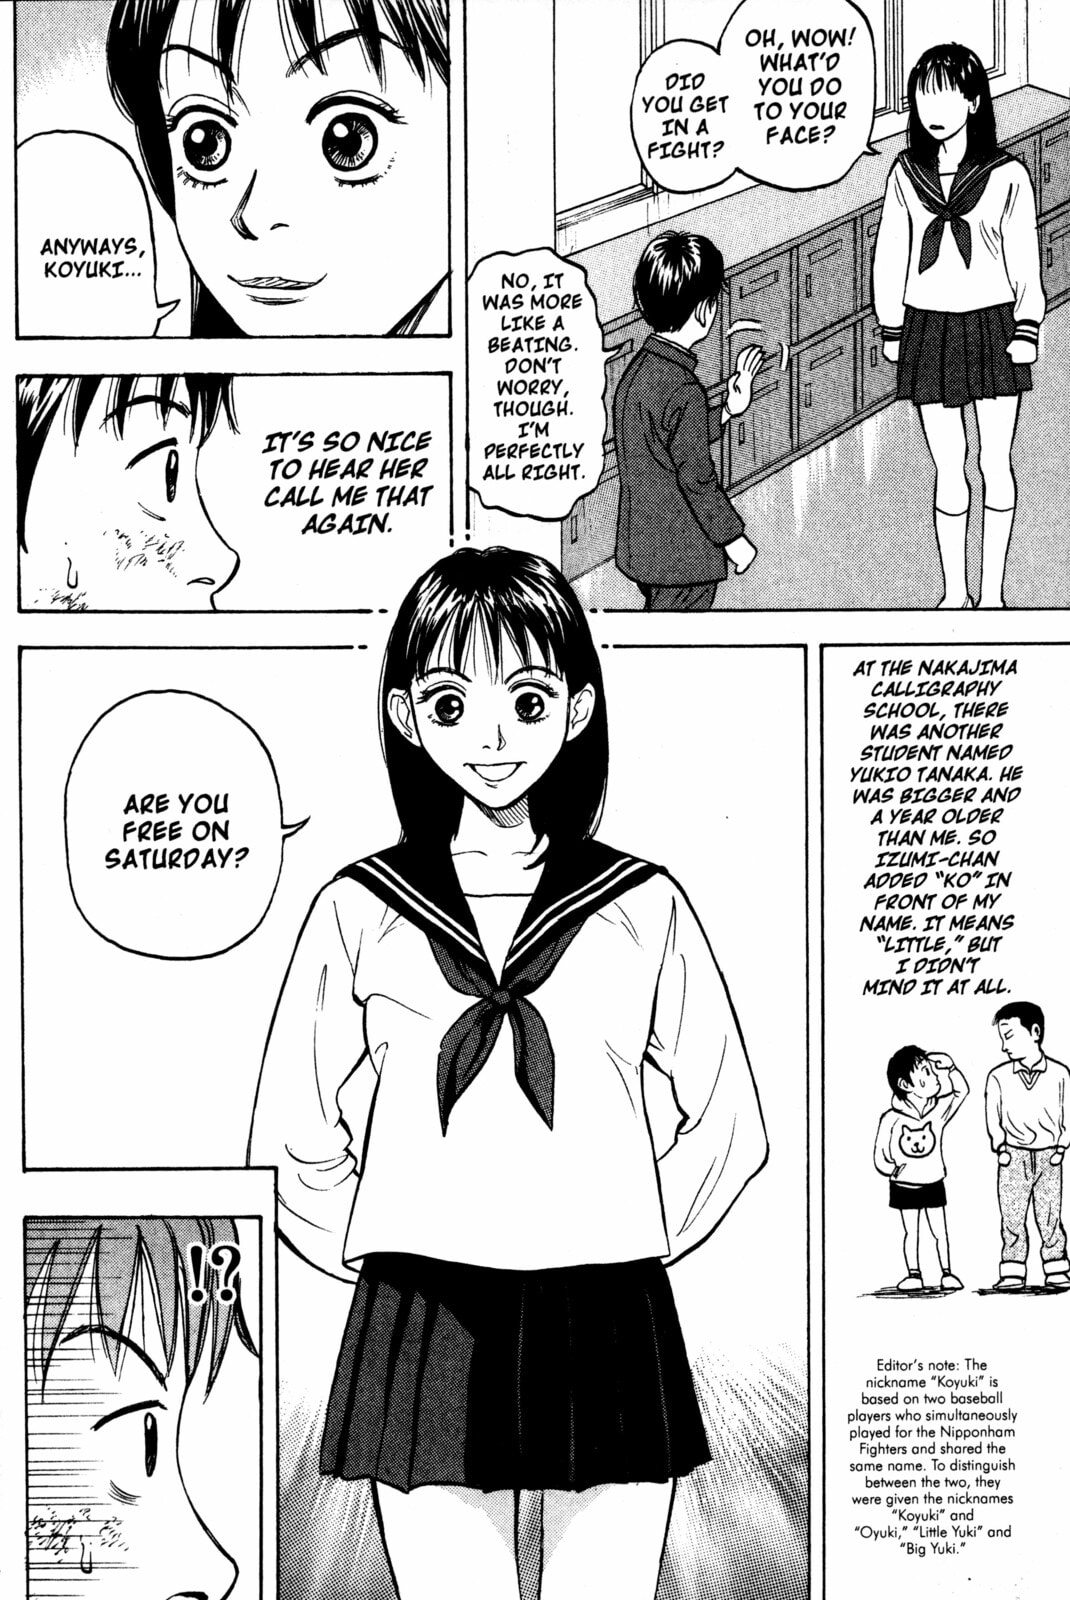 OH, WOW!
WHAT'D
YOU DO
TO YOUR
FACE?
DID
YOU GET
IN A
FIGHT?
NO, IT
WAS MORE
LIKE A
BEATING.
DON'T
WORRY,
THOUGH.
I'M
PERFECTLY
ALL RIGHT.
ANYWAYS,
KOYUKI...
IT'S SO NICE
TO HEAR HER
CALL ME THAT
AGAIN.
AT THE NAKAJIMA
CALLIGRAPHY
SCHOOL, THERE
WAS ANOTHER
STUDENT NAMED
YUKIO TANAKA. HE
WAS BIGGER AND
A YEAR OLDER
THAN ME. SO
IZUMI-CHAN
ADDED "KO" IN
FRONT OF MY
NAME. IT MEANS
"LITTLE," BUT
I DIDN'T
MIND IT AT ALL.
Editor's note: The
nickname "Koyuki" is
based on two baseball
players who simultaneously
played for the Nipponham
Fighters and shared the
same name. To distinguish
between the two, they
were given the nicknames
"Koyuki" and
"Oyuki," "Little Yuki" and
"Big Yuki."
ARE YOU
FREE ON
SATURDAY?
!?